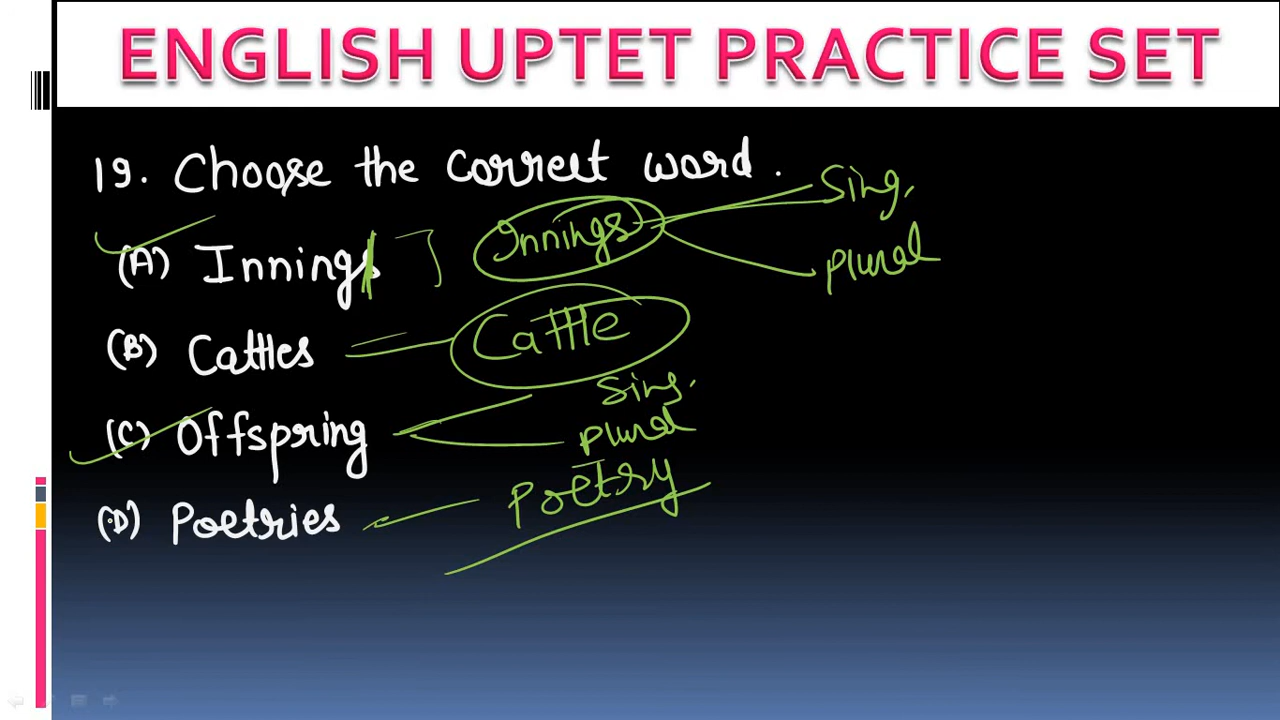 ENGLISH UPTET PRACTICE SET
19. Choose the correct word.
(A) Innings Innings Sing.
plural
(B) Cattles Cattle
(C) Offspring Sing.
plural
(D) Poetries Poetry